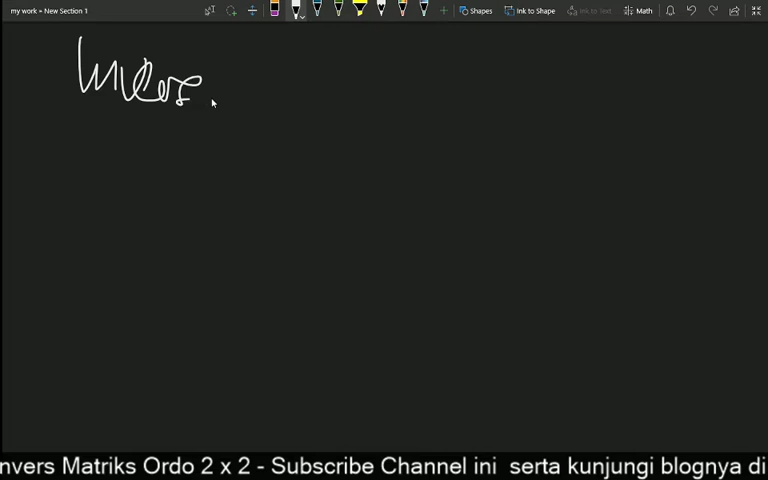 my work » New Section 1
Shapes
Ink to Shape
Ink to Text
Math
Invers
nvers Matriks Ordo 2 x 2 - Subscribe Channel ini serta kunjungi blognya di